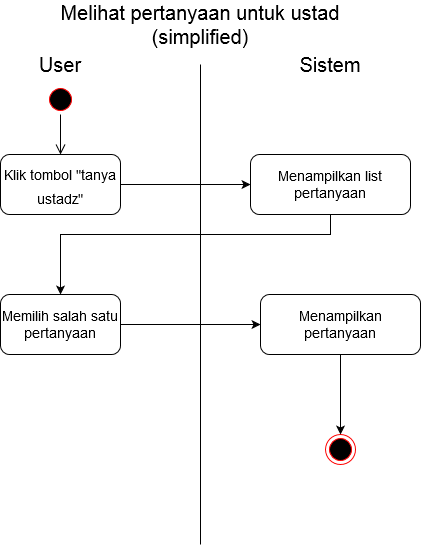 Melihat pertanyaan untuk ustad
(simplified)
User
Sistem
Klik tombol "tanya
ustadz"
Menampilkan list
pertanyaan
Memilih salah satu
pertanyaan
Menampilkan
pertanyaan